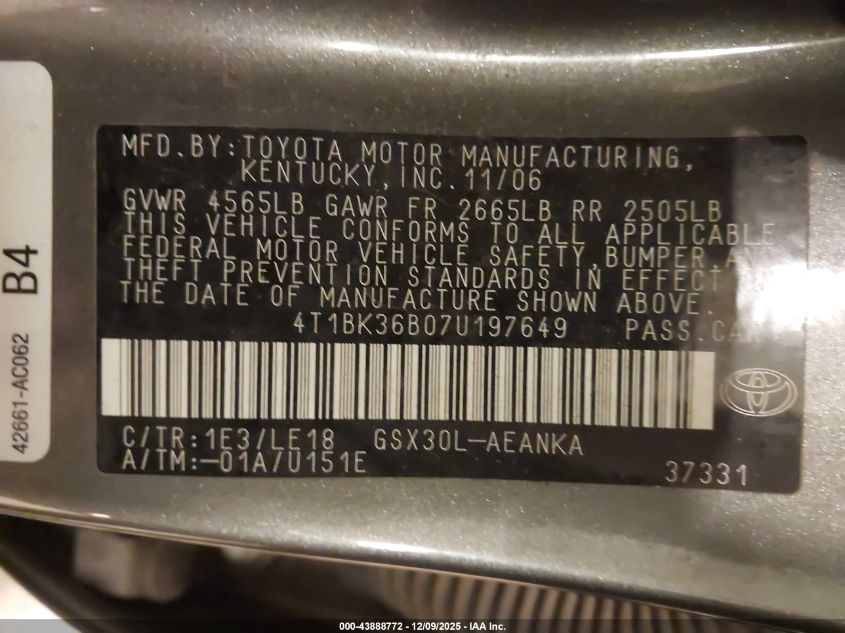 MFD.BY:TOYOTA MOTOR MANUFACTURING,
KENTUCKY,INC.11/06
GVWR 4565LB GAWR FR 2665LB RR 2505LB
THIS VEHICLE CONFORMS TO ALL APPLICABLE
FEDERAL MOTOR VEHICLE SAFETY,BUMPER AND
THEFT PREVENTION STANDARDS IN EFFECT
THE DATE OF MANUFACTURE SHOWN ABOVE.
4T1BK36B07U197649 PASS.CAR
C/TR:1E3/LE18 GSX30L-AEANKA
A/TM:-01A/U151E
37331
42661-AC062
B4
000-43888772 - 12/09/2025 - IAA Inc.